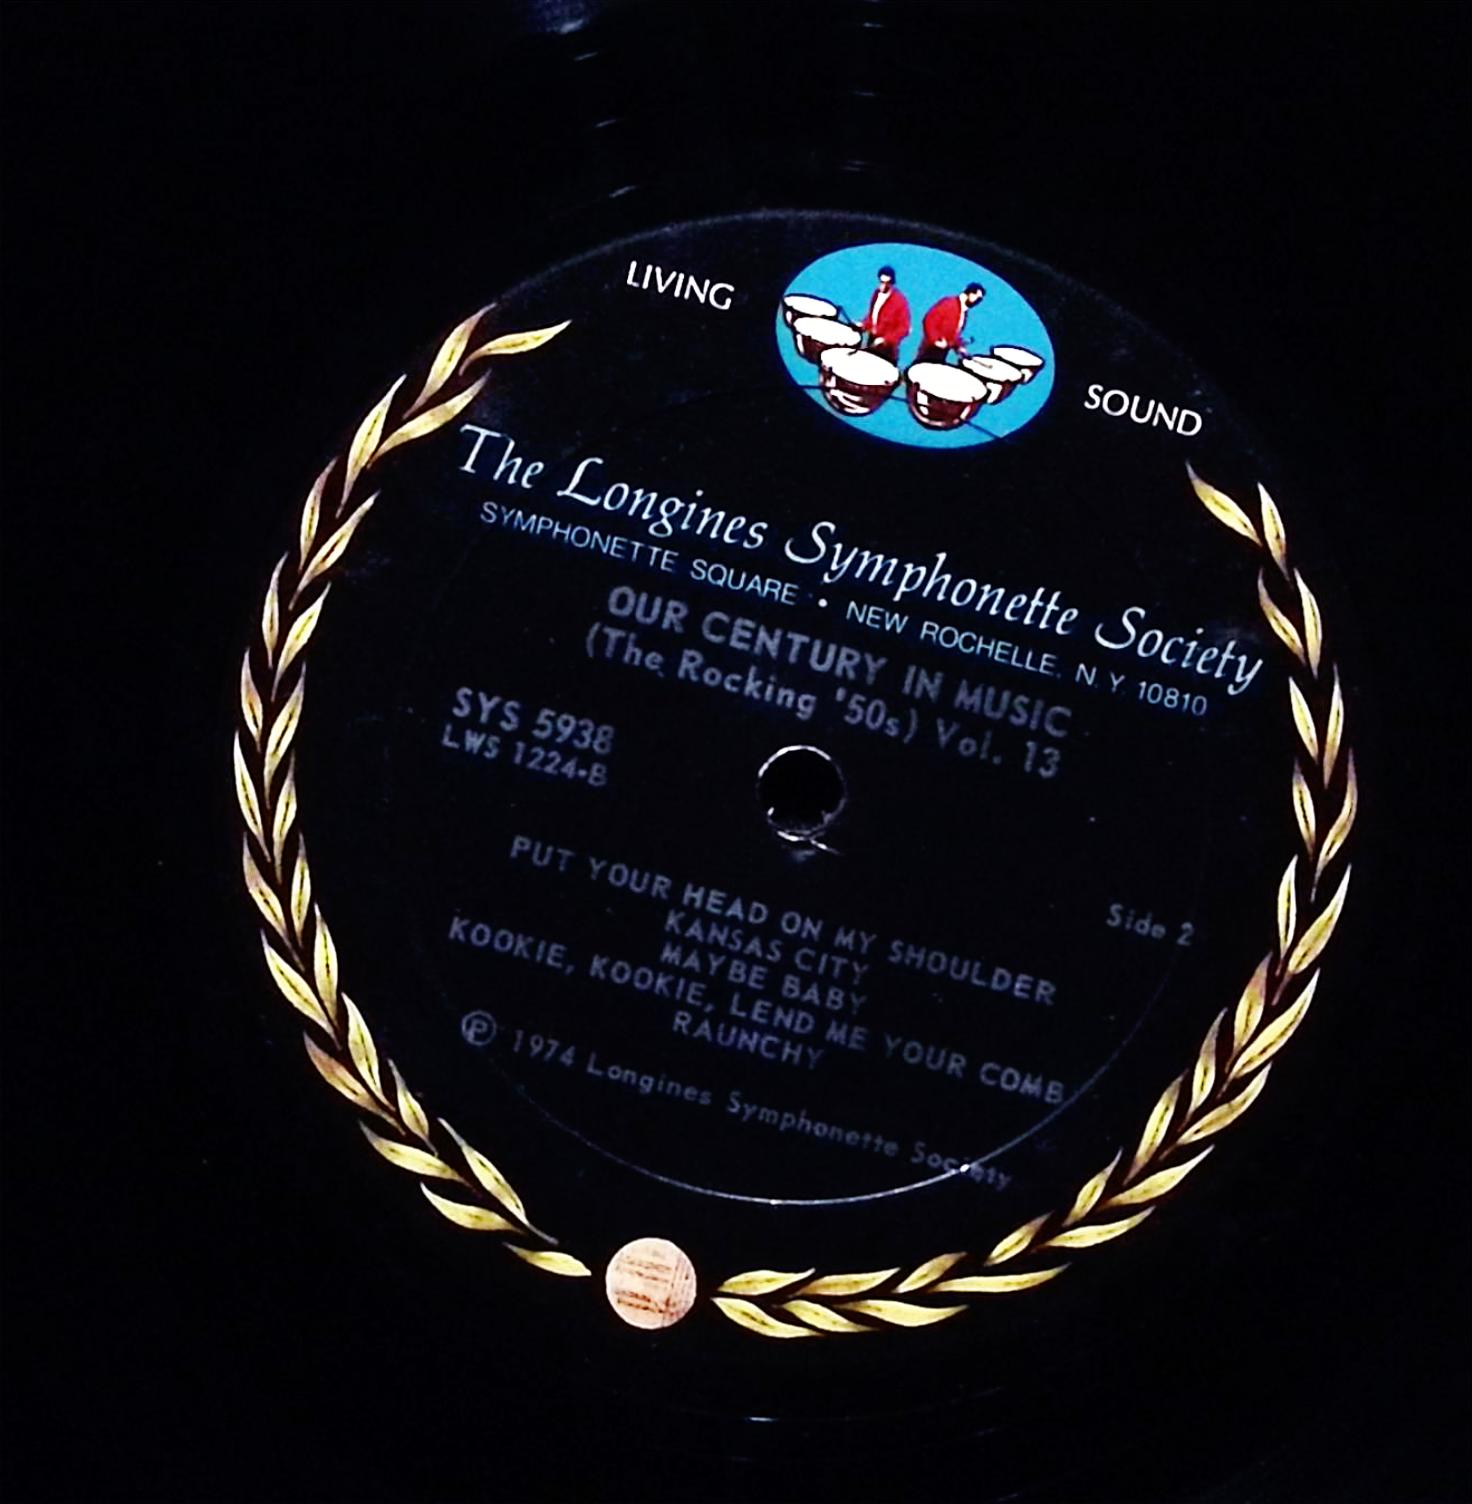 LIVING SOUND
The Longines Symphonette Society
SYMPHONETTE SQUARE • NEW ROCHELLE, N. Y. 10810
OUR CENTURY IN MUSIC
(The Rocking '50s) Vol. 13
SYS 5938
LWS 1224-B
Side 2
PUT YOUR HEAD ON MY SHOULDER
KANSAS CITY
MAYBE BABY
KOOKIE, KOOKIE, LEND ME YOUR COMB
RAUNCHY
Ⓟ 1974 Longines Symphonette Society